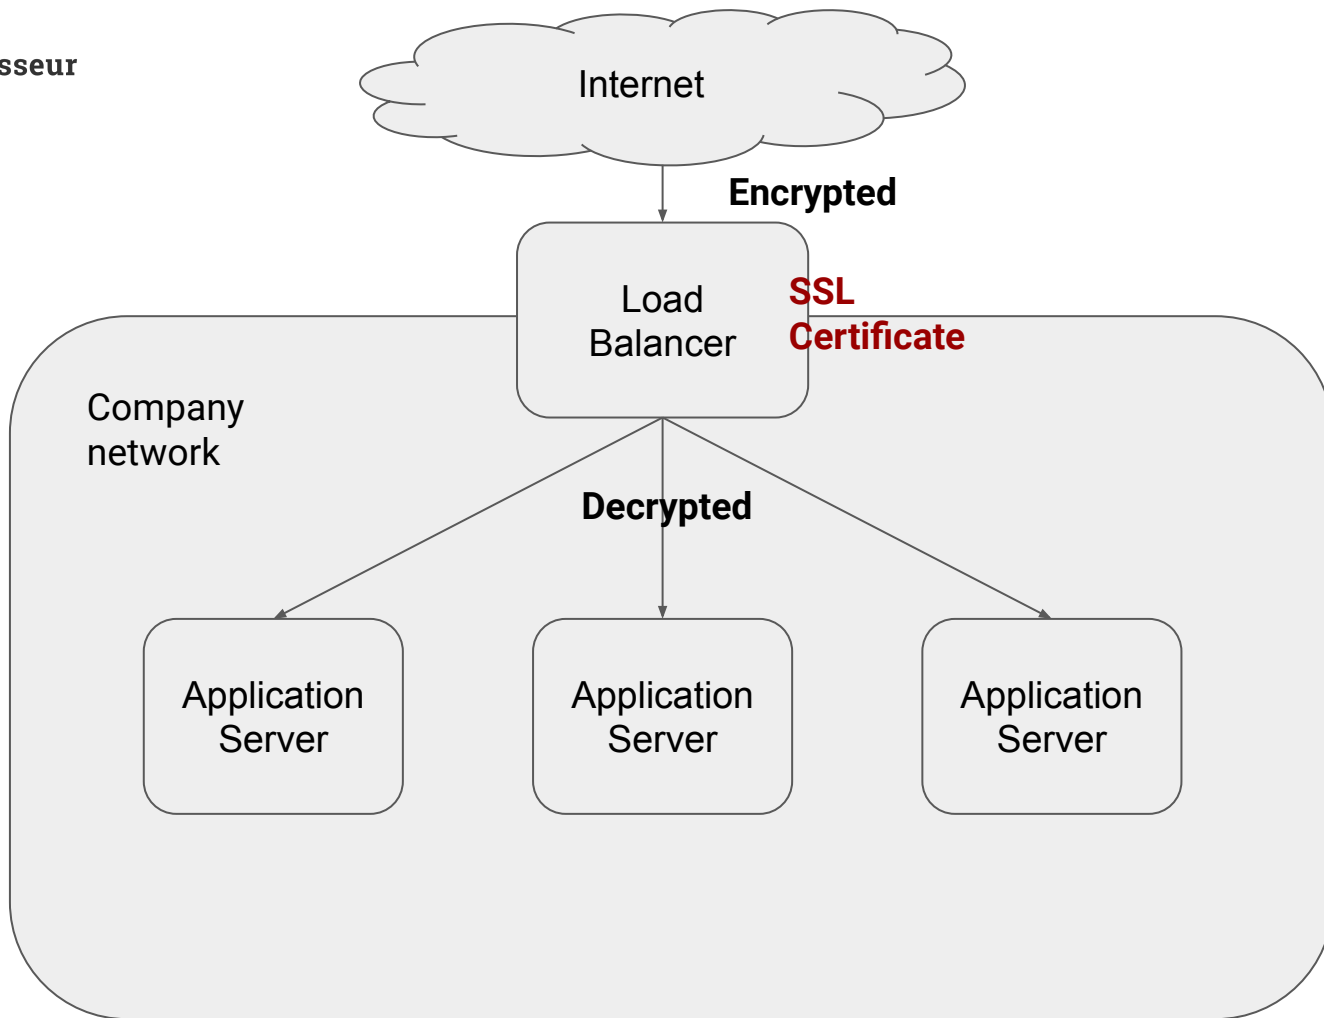 sseur
Internet
Encrypted
Load
Balancer
SSL
Certificate
Company
network
Decrypted
Application
Server
Application
Server
Application
Server